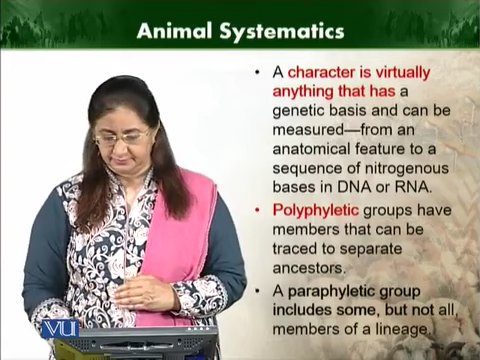 Animal Systematics
• A character is virtually
anything that has a
genetic basis and can be
measured—from an
anatomical feature to a
sequence of nitrogenous
bases in DNA or RNA.
• Polyphyletic groups have
members that can be
traced to separate
ancestors.
• A paraphyletic group
includes some, but not all,
members of a lineage.
VU